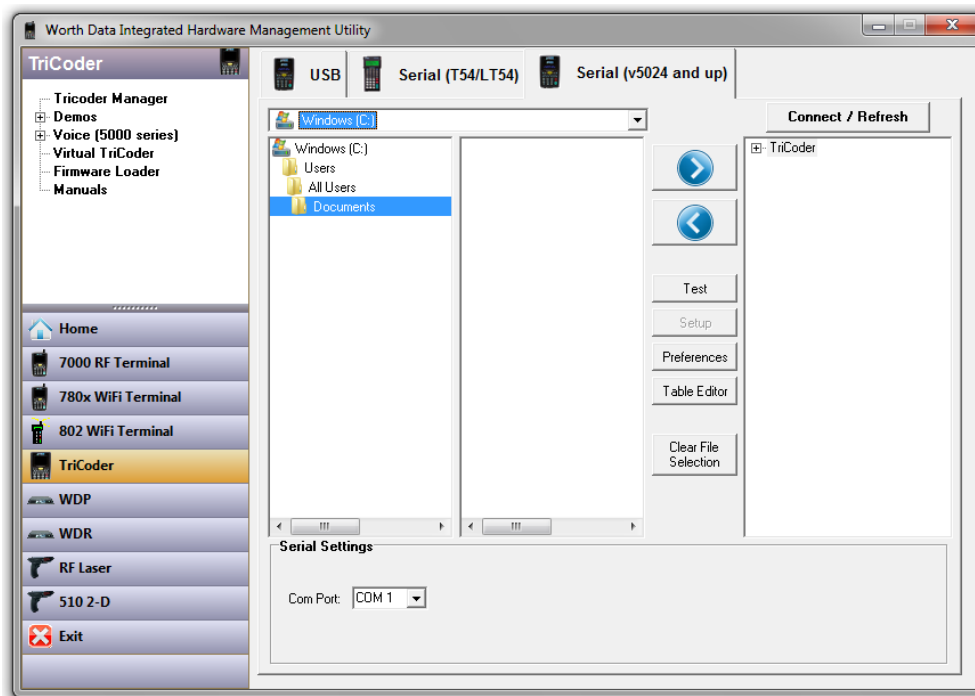 Worth Data Integrated Hardware Management Utility
TriCoder
Tricoder Manager
Demos
Voice (5000 series)
Virtual TriCoder
Firmware Loader
Manuals
Home
7000 RF Terminal
780x WiFi Terminal
802 WiFi Terminal
TriCoder
WDP
WDR
RF Laser
510 2-D
Exit
USB
Serial (T54/LT54)
Serial (v5024 and up)
Windows (C:)
Windows (C:)
Users
All Users
Documents
Connect / Refresh
TriCoder
Test
Setup
Preferences
Table Editor
Clear File
Selection
Serial Settings
Com Port: COM 1